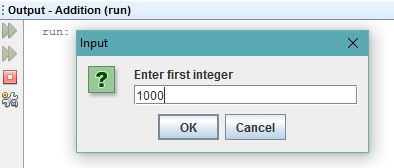 Output - Addition (run)
run:
Input
Enter first integer
1000
OK Cancel